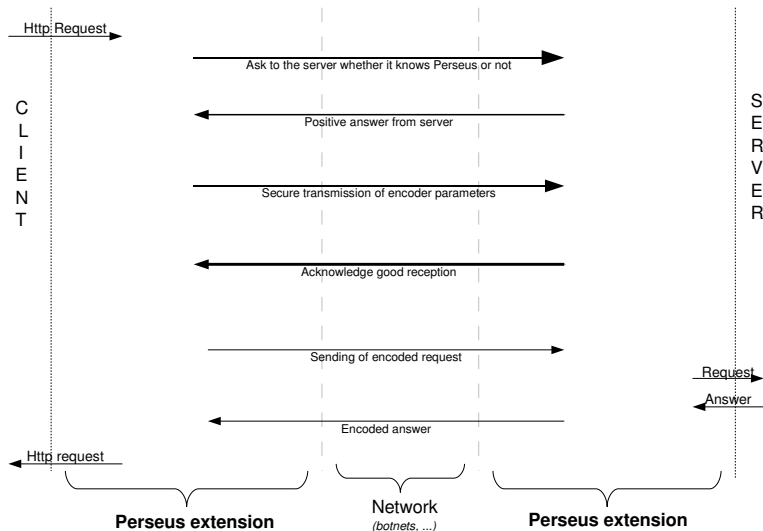 Http Request
Ask to the server whether it knows Perseus or not
Positive answer from server
CLIENT
SERVER
Secure transmission of encoder parameters
Acknowledge good reception
Sending of encoded request
Request
Answer
Encoded answer
Http request
Perseus extension
Network
(botnets, ...)
Perseus extension